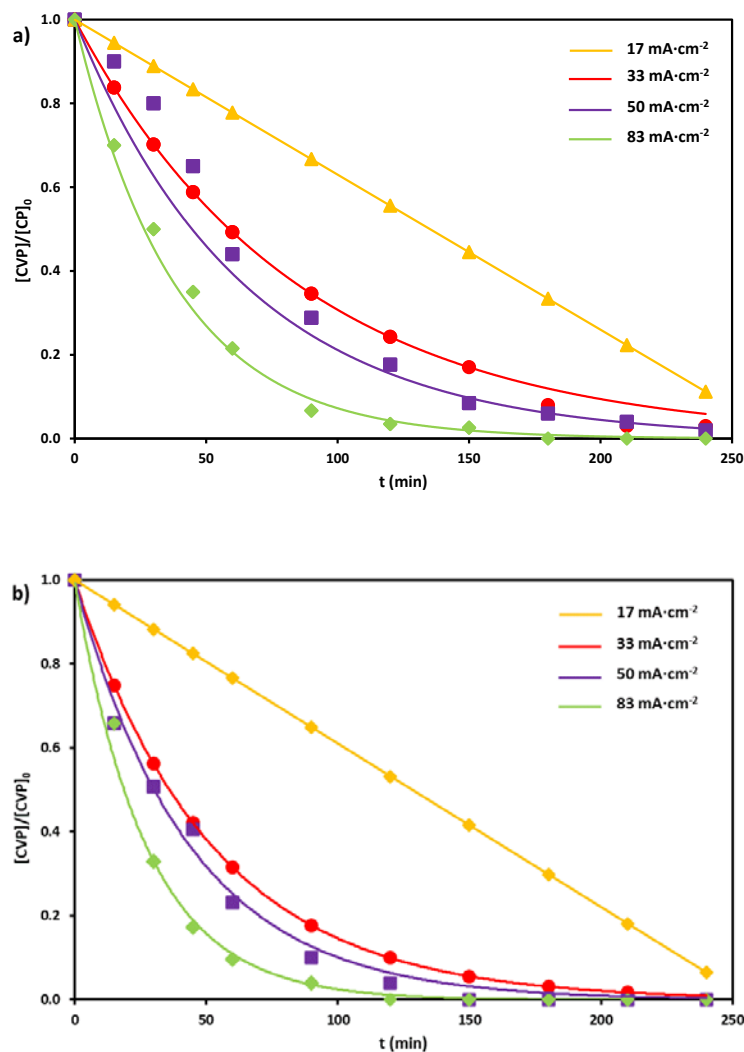 a)
[CVP]/[CP]₀
1.0
0.8
0.6
0.4
0.2
0.0
17 mA·cm⁻²
33 mA·cm⁻²
50 mA·cm⁻²
83 mA·cm⁻²
0 50 100 150 200 250
t (min)
b)
[CVP]/[CVP]₀
1.0
0.8
0.6
0.4
0.2
0.0
17 mA·cm⁻²
33 mA·cm⁻²
50 mA·cm⁻²
83 mA·cm⁻²
0 50 100 150 200 250
t (min)